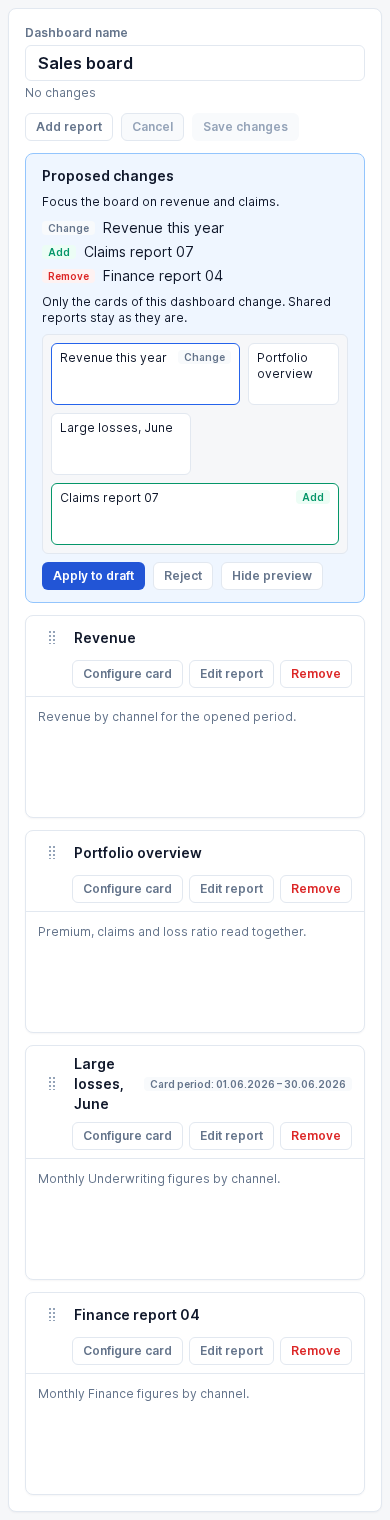 Dashboard name
Sales board
No changes
Add report
Cancel
Save changes
Proposed changes
Focus the board on revenue and claims.
Change Revenue this year
Add Claims report 07
Remove Finance report 04
Only the cards of this dashboard change. Shared
reports stay as they are.
Revenue this year Change
Portfolio
overview
Large losses, June
Claims report 07 Add
Apply to draft
Reject
Hide preview
Revenue
Configure card
Edit report
Remove
Revenue by channel for the opened period.
Portfolio overview
Configure card
Edit report
Remove
Premium, claims and loss ratio read together.
Large
losses,
June
Card period: 01.06.2026 – 30.06.2026
Configure card
Edit report
Remove
Monthly Underwriting figures by channel.
Finance report 04
Configure card
Edit report
Remove
Monthly Finance figures by channel.